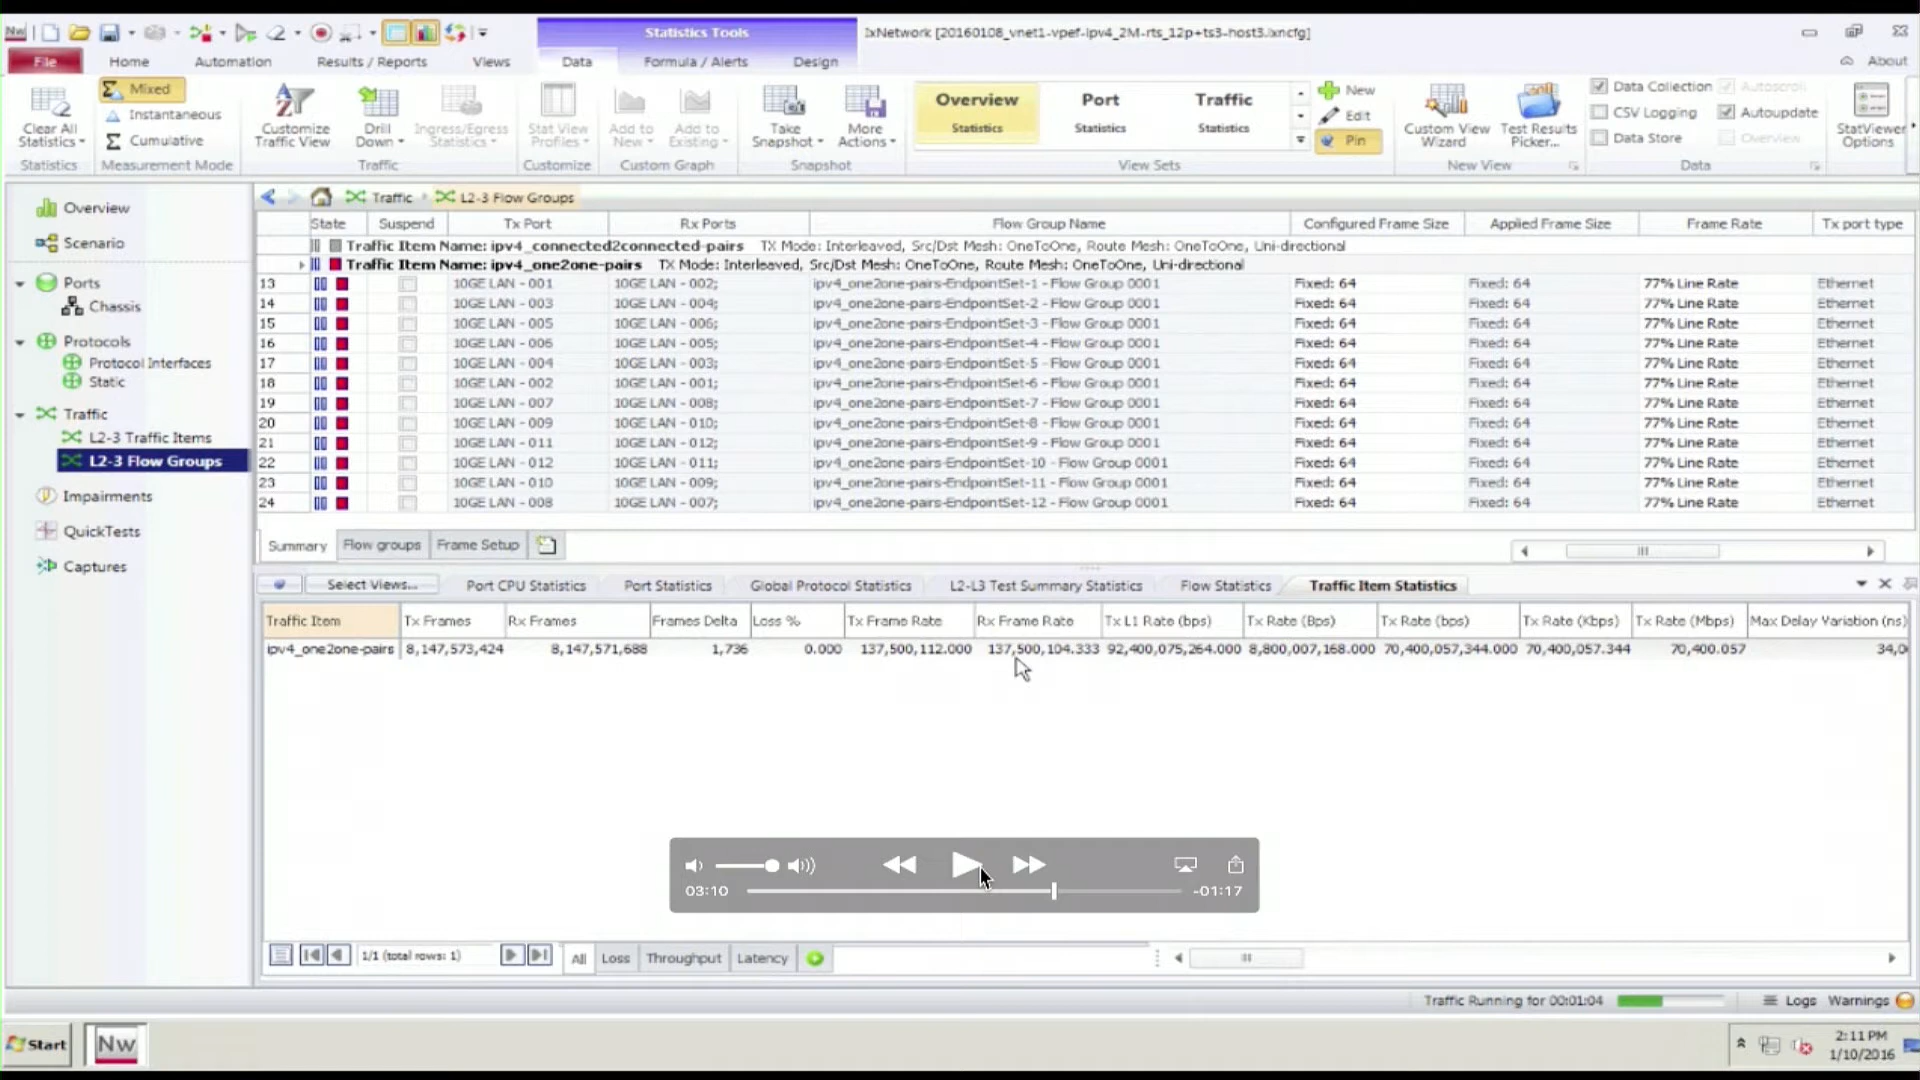 Nw Statistics Tools IxNetwork [20160108_vnet1-vpef-ipv4_2M-rts_12p+ts3-host3.ixncfg]
File Home Automation Results / Reports Views Data Formula / Alerts Design About
Clear All Statistics Mixed Instantaneous Cumulative Customize Traffic View Drill Down Ingress/Egress Statistics Stat View Profiles Add to New Add to Existing Take Snapshot More Actions Overview Statistics Port Statistics Traffic Statistics New Edit Pin Custom View Wizard Test Results Picker... Data Collection Autoscroll CSV Logging Autoupdate Data Store Overview StatViewer Options
Statistics Measurement Mode Traffic Customize Custom Graph Snapshot View Sets New View Data
Overview
Scenario
Ports
Chassis
Protocols
Protocol Interfaces
Static
Traffic
L2-3 Traffic Items
L2-3 Flow Groups
Impairments
QuickTests
Captures
Traffic L2-3 Flow Groups
State Suspend Tx Port Rx Ports Flow Group Name Configured Frame Size Applied Frame Size Frame Rate Tx port type
Traffic Item Name: ipv4_connected2connected-pairs TX Mode: Interleaved, Src/Dst Mesh: OneToOne, Route Mesh: OneToOne, Uni-directional
Traffic Item Name: ipv4_one2one-pairs TX Mode: Interleaved, Src/Dst Mesh: OneToOne, Route Mesh: OneToOne, Uni-directional
13 10GE LAN - 001 10GE LAN - 002; ipv4_one2one-pairs-EndpointSet-1 - Flow Group 0001 Fixed: 64 Fixed: 64 77% Line Rate Ethernet
14 10GE LAN - 003 10GE LAN - 004; ipv4_one2one-pairs-EndpointSet-2 - Flow Group 0001 Fixed: 64 Fixed: 64 77% Line Rate Ethernet
15 10GE LAN - 005 10GE LAN - 006; ipv4_one2one-pairs-EndpointSet-3 - Flow Group 0001 Fixed: 64 Fixed: 64 77% Line Rate Ethernet
16 10GE LAN - 006 10GE LAN - 005; ipv4_one2one-pairs-EndpointSet-4 - Flow Group 0001 Fixed: 64 Fixed: 64 77% Line Rate Ethernet
17 10GE LAN - 004 10GE LAN - 003; ipv4_one2one-pairs-EndpointSet-5 - Flow Group 0001 Fixed: 64 Fixed: 64 77% Line Rate Ethernet
18 10GE LAN - 002 10GE LAN - 001; ipv4_one2one-pairs-EndpointSet-6 - Flow Group 0001 Fixed: 64 Fixed: 64 77% Line Rate Ethernet
19 10GE LAN - 007 10GE LAN - 008; ipv4_one2one-pairs-EndpointSet-7 - Flow Group 0001 Fixed: 64 Fixed: 64 77% Line Rate Ethernet
20 10GE LAN - 009 10GE LAN - 010; ipv4_one2one-pairs-EndpointSet-8 - Flow Group 0001 Fixed: 64 Fixed: 64 77% Line Rate Ethernet
21 10GE LAN - 011 10GE LAN - 012; ipv4_one2one-pairs-EndpointSet-9 - Flow Group 0001 Fixed: 64 Fixed: 64 77% Line Rate Ethernet
22 10GE LAN - 012 10GE LAN - 011; ipv4_one2one-pairs-EndpointSet-10 - Flow Group 0001 Fixed: 64 Fixed: 64 77% Line Rate Ethernet
23 10GE LAN - 010 10GE LAN - 009; ipv4_one2one-pairs-EndpointSet-11 - Flow Group 0001 Fixed: 64 Fixed: 64 77% Line Rate Ethernet
24 10GE LAN - 008 10GE LAN - 007; ipv4_one2one-pairs-EndpointSet-12 - Flow Group 0001 Fixed: 64 Fixed: 64 77% Line Rate Ethernet
Summary Flow groups Frame Setup
Select Views... Port CPU Statistics Port Statistics Global Protocol Statistics L2-L3 Test Summary Statistics Flow Statistics Traffic Item Statistics
Traffic Item Tx Frames Rx Frames Frames Delta Loss % Tx Frame Rate Rx Frame Rate Tx L1 Rate (bps) Tx Rate (Bps) Tx Rate (bps) Tx Rate (Kbps) Tx Rate (Mbps) Max Delay Variation (ns)
ipv4_one2one-pairs 8,147,573,424 8,147,571,688 1,736 0.000 137,500,112.000 137,500,104.333 92,400,075,264.000 8,800,007,168.000 70,400,057,344.000 70,400,057.344 70,400.057 34,0
03:10 -01:17
1/1 (total rows: 1) All Loss Throughput Latency
Traffic Running for 00:01:04 Logs Warnings
Start Nw 2:11 PM
1/10/2016